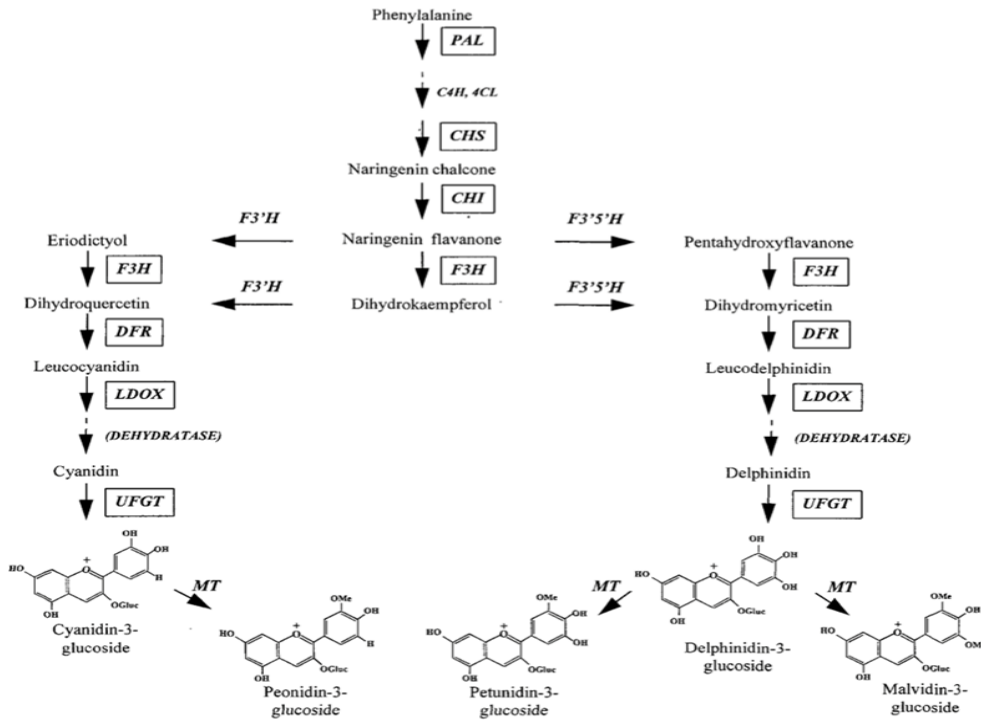 Phenylalanine
PAL
C4H, 4CL
CHS
Naringenin chalcone
CHI
F3'H
F3'5'H
Eriodictyol
Naringenin flavanone
Pentahydroxyflavanone
F3H
F3H
F3H
F3'H
F3'5'H
Dihydroquercetin
Dihydrokaempferol
Dihydromyricetin
DFR
DFR
Leucocyanidin
Leucodelphinidin
LDOX
LDOX
(DEHYDRATASE)
(DEHYDRATASE)
Cyanidin
Delphinidin
UFGT
UFGT
OH
OH
HO
+
O
H
OGluc
OH
Cyanidin-3-
glucoside
MT
OMe
OH
HO
+
O
H
OGluc
OH
Peonidin-3-
glucoside
OH
OH
HO
+
O
OH
OGluc
OH
Delphinidin-3-
glucoside
MT
OMe
OH
HO
+
O
OH
OGluc
OH
Petunidin-3-
glucoside
MT
OMe
OH
HO
+
O
OGluc
OH
Malvidin-3-
glucoside